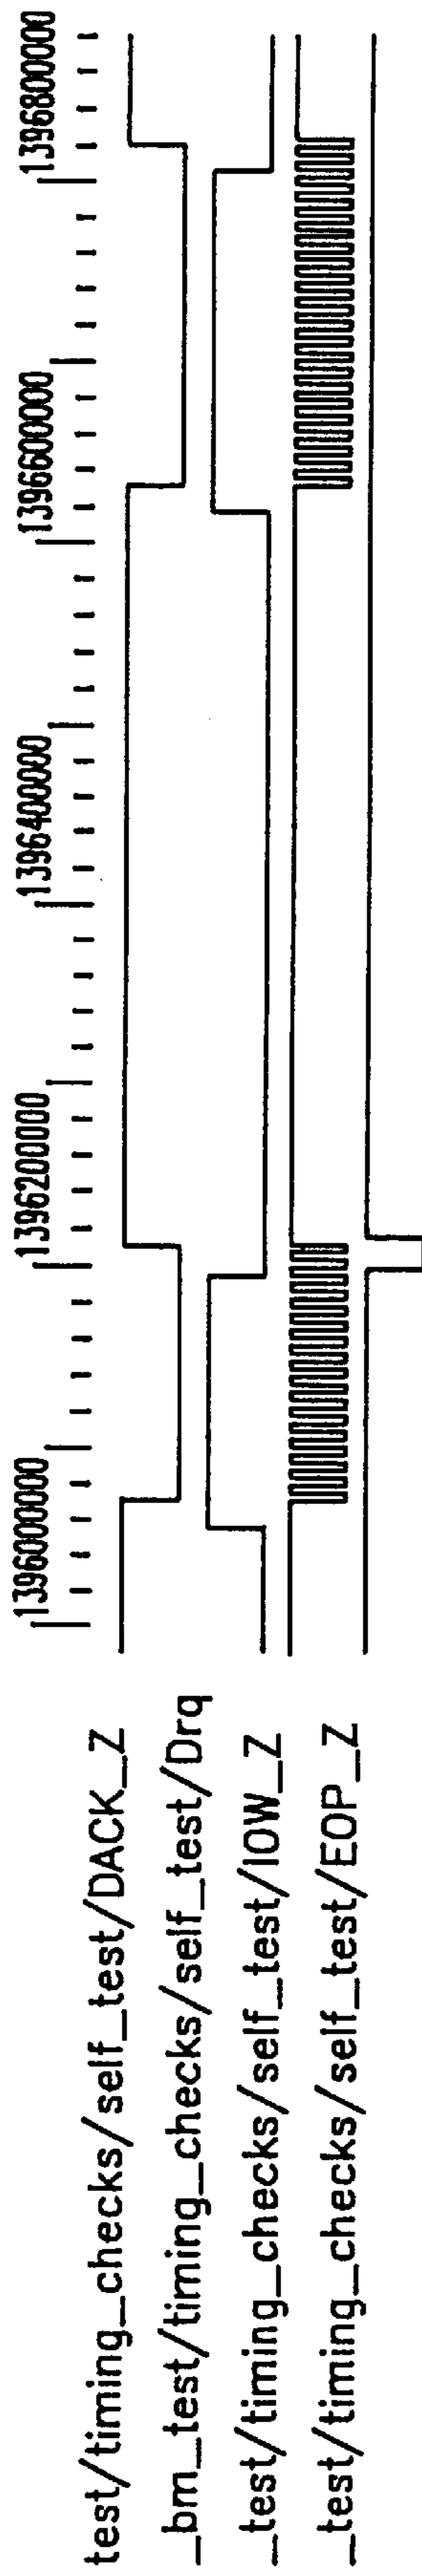 1396000000 1396200000 1396400000 1396600000 1396800000
test/timing_checks/self_test/DACK_Z
_bm_test/timing_checks/self_test/Drq
_test/timing_checks/self_test/IOW_Z
_test/timing_checks/self_test/EOP_Z